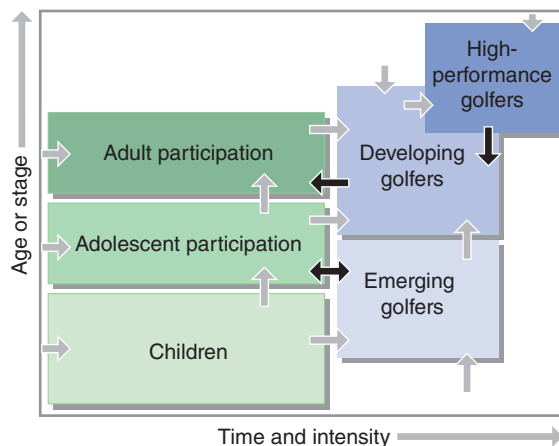 High-
performance
golfers
Adult participation
Developing
golfers
Adolescent participation
Emerging
golfers
Children
Age or stage
Time and intensity